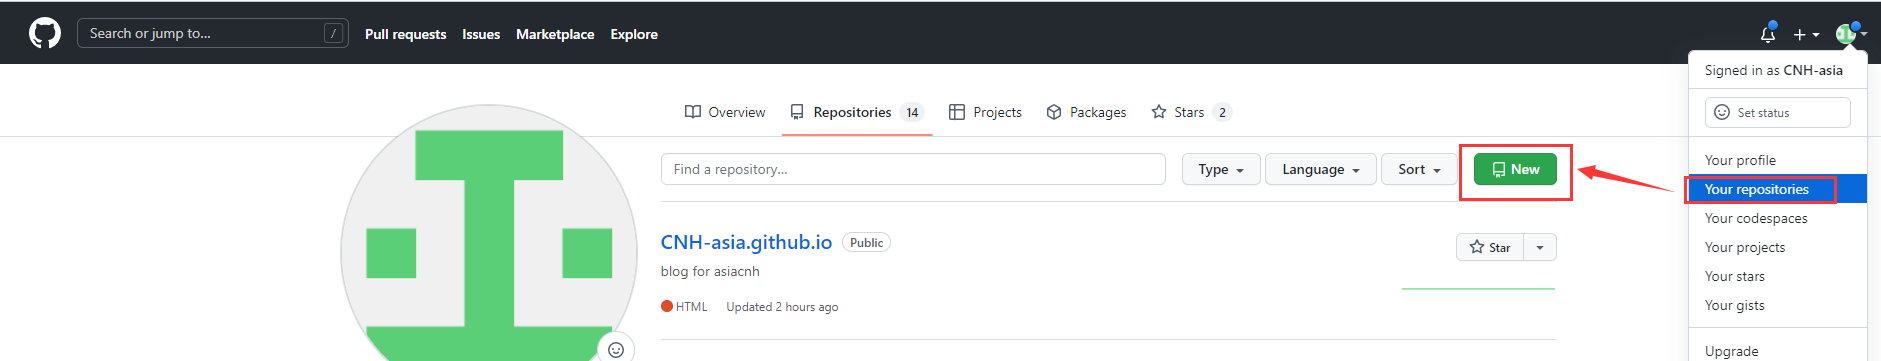 Search or jump to... / Pull requests Issues Marketplace Explore
Signed in as CNH-asia
Set status
Overview Repositories 14 Projects Packages Stars 2
Find a repository... Type Language Sort New
Your profile
Your repositories
Your codespaces
Your projects
Your stars
Your gists
Upgrade
CNH-asia.github.io Public
Star
blog for asiacnh
HTML Updated 2 hours ago